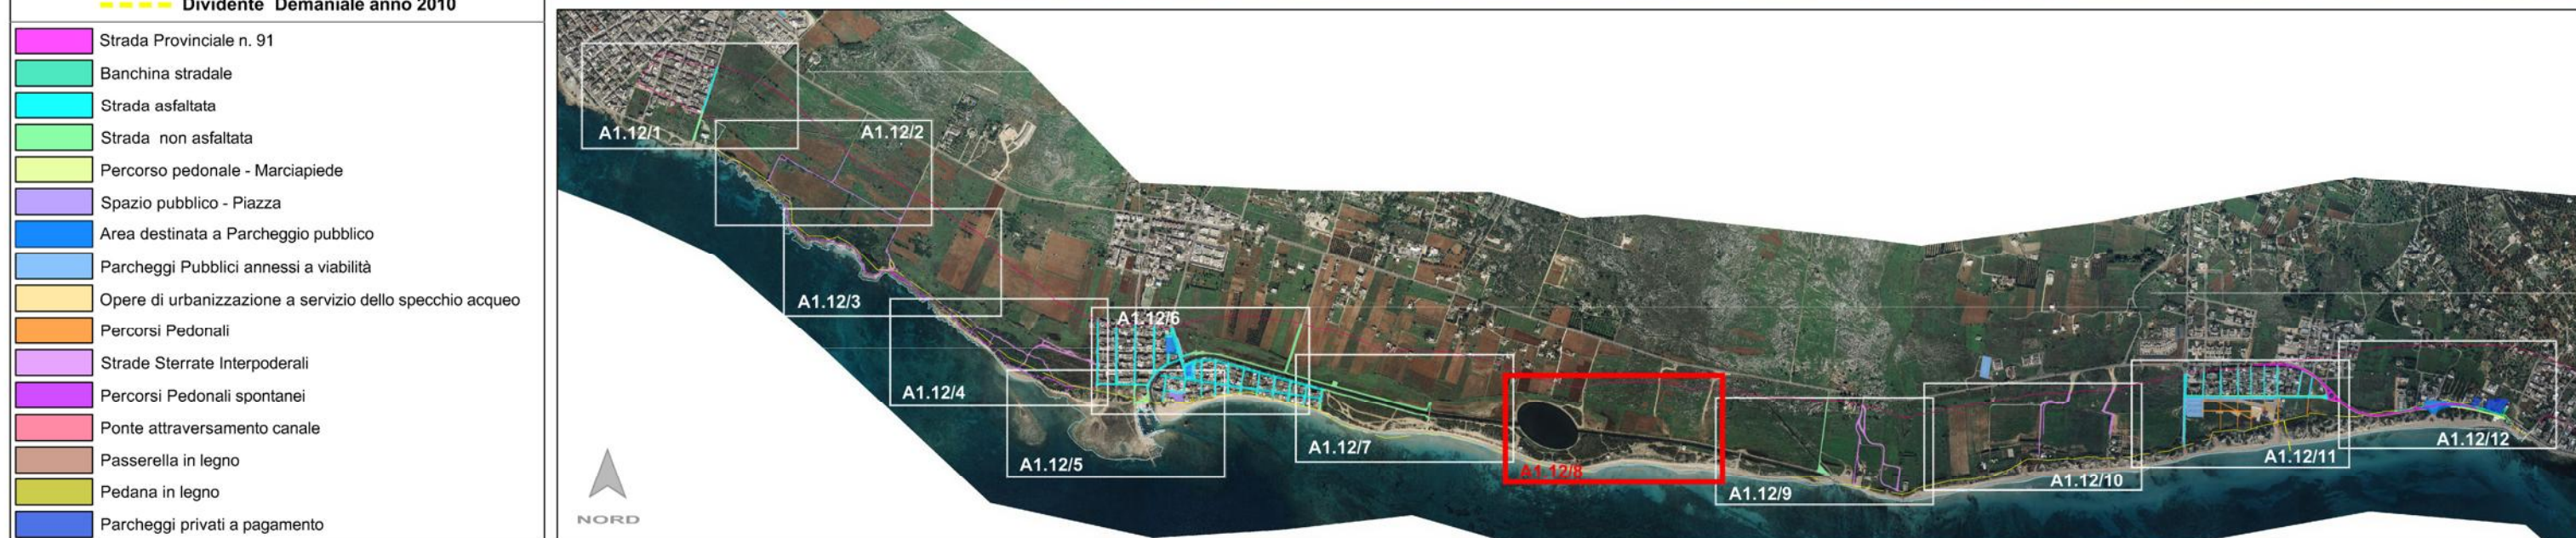 Dividente Demaniale anno 2010
Strada Provinciale n. 91
Banchina stradale
Strada asfaltata
Strada non asfaltata
Percorso pedonale - Marciapiede
Spazio pubblico - Piazza
Area destinata a Parcheggio pubblico
Parcheggi Pubblici annessi a viabilità
Opere di urbanizzazione a servizio dello specchio acqueo
Percorsi Pedonali
Strade Sterrate Interpoderali
Percorsi Pedonali spontanei
Ponte attraversamento canale
Passerella in legno
Pedana in legno
Parcheggi privati a pagamento
A1.12/1
A1.12/2
A1.12/3
A1.12/4
A1.12/5
A1.12/6
A1.12/7
A1.12/8
A1.12/9
A1.12/10
A1.12/11
A1.12/12
NORD